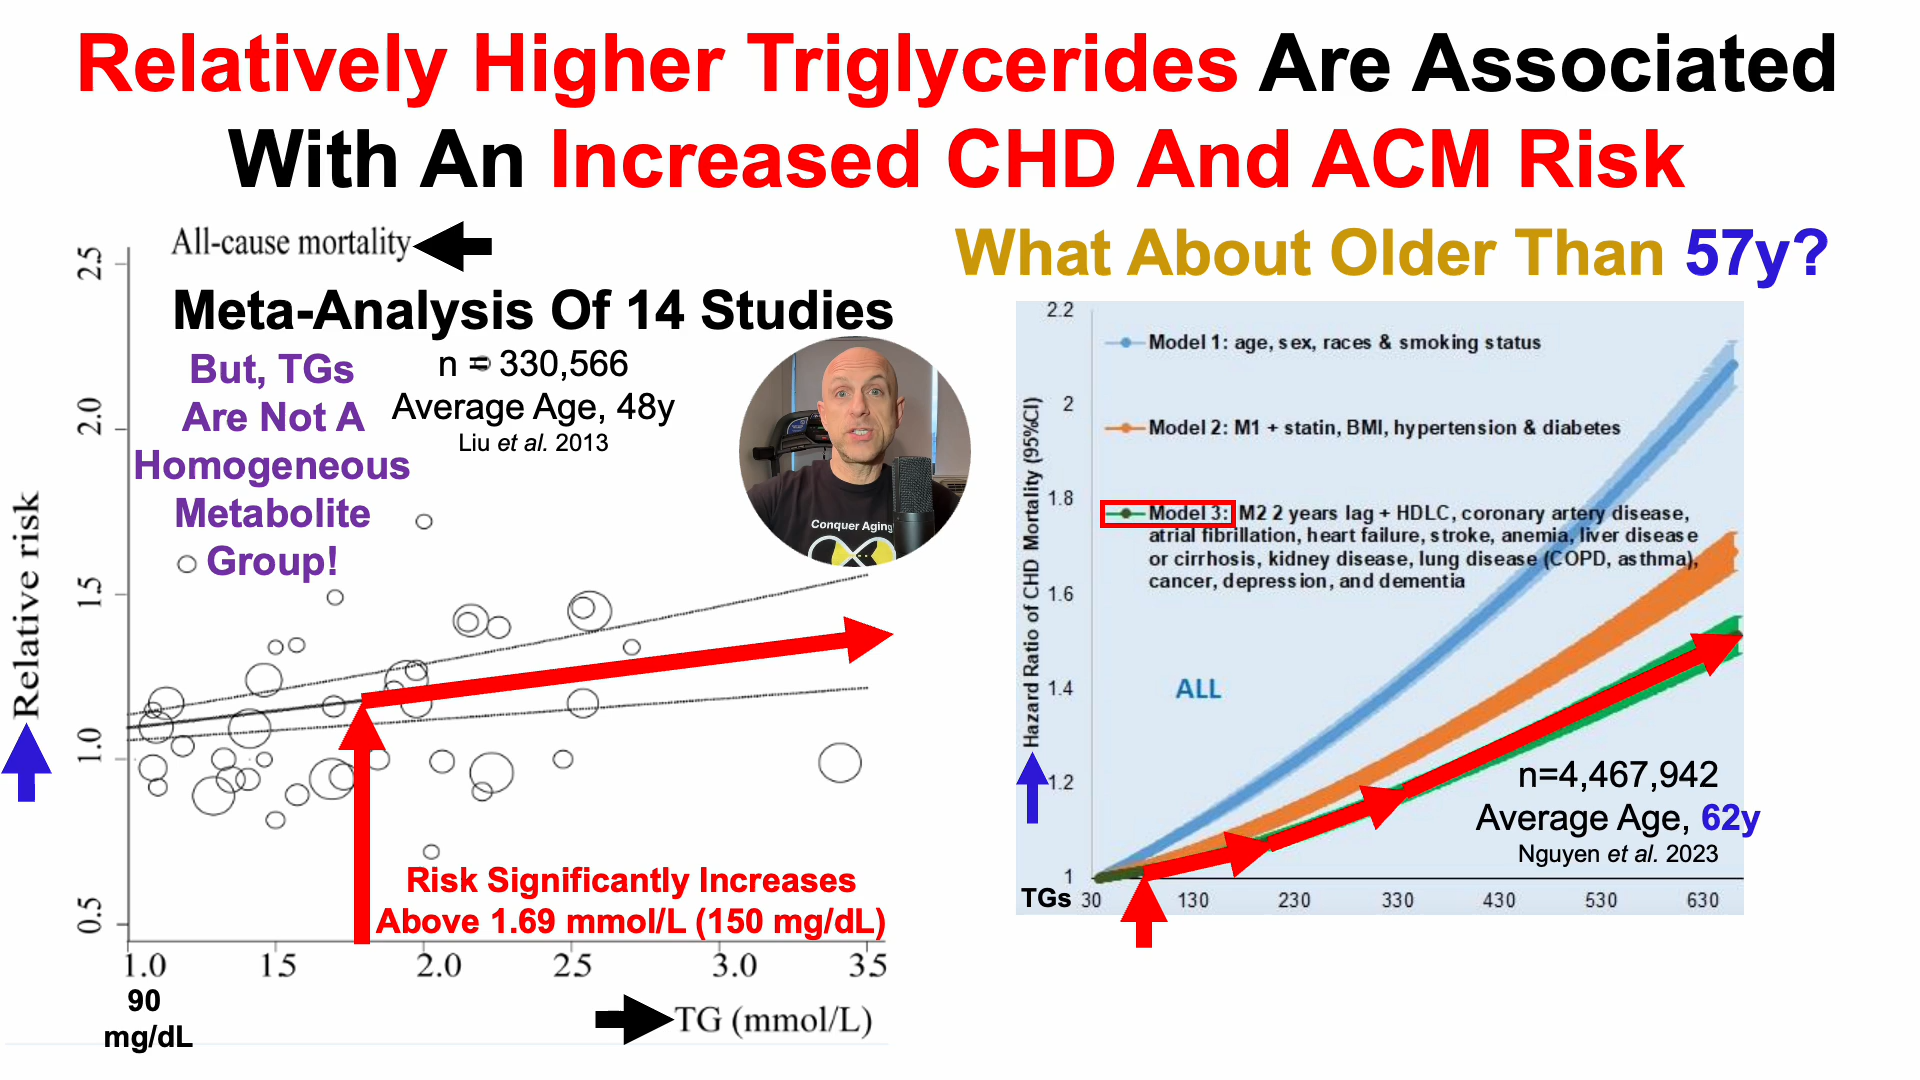 Relatively Higher Triglycerides Are Associated
With An Increased CHD And ACM Risk
All-cause mortality
Meta-Analysis Of 14 Studies
But, TGs
Are Not A
Homogeneous
Metabolite
Group!
n = 330,566
Average Age, 48y
Liu et al. 2013
Conquer Aging
Relative risk
2.5
2.0
1.5
1.0
0.5
Risk Significantly Increases
Above 1.69 mmol/L (150 mg/dL)
1.0 1.5 2.0 2.5 3.0 3.5
90
mg/dL
TG (mmol/L)
What About Older Than 57y?
Hazard Ratio of CHD Mortality (95%CI)
2.2
2
1.8
1.6
1.4
1.2
1
Model 1: age, sex, races & smoking status
Model 2: M1 + statin, BMI, hypertension & diabetes
Model 3: M2 2 years lag + HDLC, coronary artery disease,
atrial fibrillation, heart failure, stroke, anemia, liver disease
or cirrhosis, kidney disease, lung disease (COPD, asthma),
cancer, depression, and dementia
ALL
n=4,467,942
Average Age, 62y
Nguyen et al. 2023
TGs 30 130 230 330 430 530 630